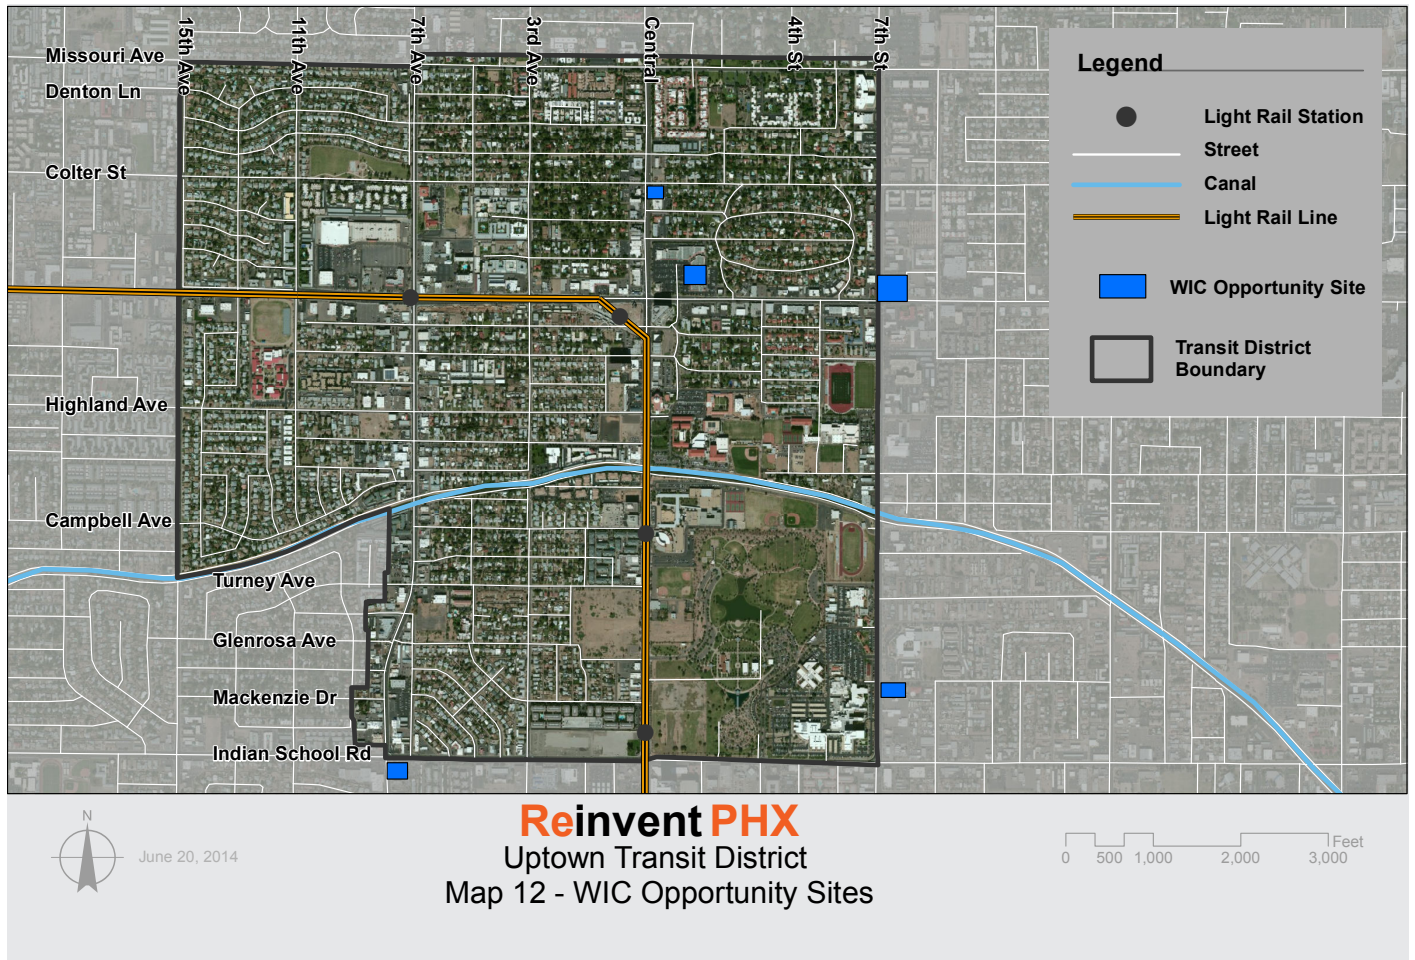 15th Ave
11th Ave
7th Ave
3rd Ave
Central
4th St
7th St
Missouri Ave
Denton Ln
Colter St
Highland Ave
Campbell Ave
Turney Ave
Glenrosa Ave
Mackenzie Dr
Indian School Rd
Legend
Light Rail Station
Street
Canal
Light Rail Line
WIC Opportunity Site
Transit District
Boundary
N
June 20, 2014
Reinvent PHX
Uptown Transit District
Map 12 - WIC Opportunity Sites
Feet
0 500 1,000 2,000 3,000